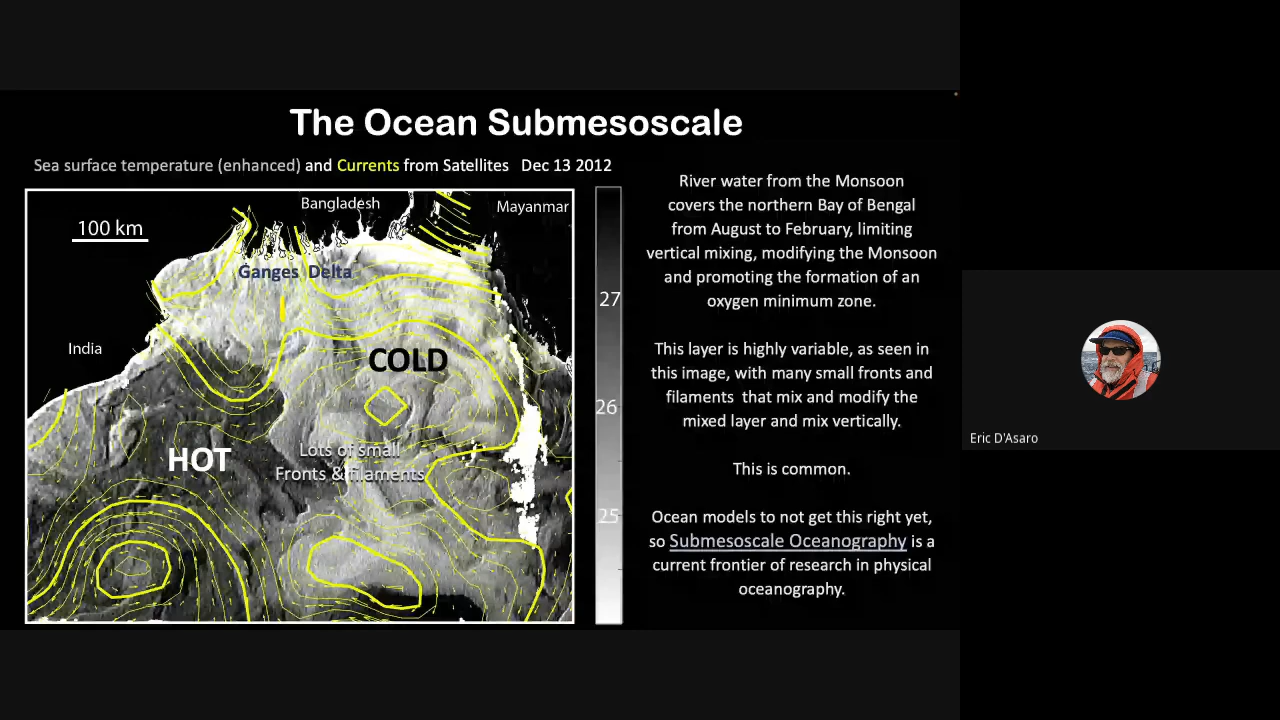 The Ocean Submesoscale
Sea surface temperature (enhanced) and Currents from Satellites Dec 13 2012
Bangladesh
Mayanmar
100 km
Ganges Delta
India
COLD
HOT
Lots of small
Fronts & filaments
27
26
25
River water from the Monsoon
covers the northern Bay of Bengal
from August to February, limiting
vertical mixing, modifying the Monsoon
and promoting the formation of an
oxygen minimum zone.
This layer is highly variable, as seen in
this image, with many small fronts and
filaments that mix and modify the
mixed layer and mix vertically.
This is common.
Ocean models to not get this right yet,
so Submesoscale Oceanography is a
current frontier of research in physical
oceanography.
Eric D'Asaro